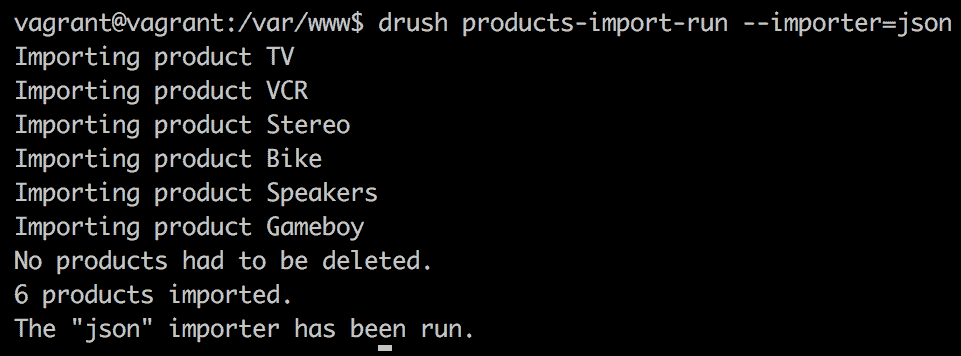 vagrant@vagrant:/var/www$ drush products-import-run --importer=json
Importing product TV
Importing product VCR
Importing product Stereo
Importing product Bike
Importing product Speakers
Importing product Gameboy
No products had to be deleted.
6 products imported.
The "json" importer has been run.